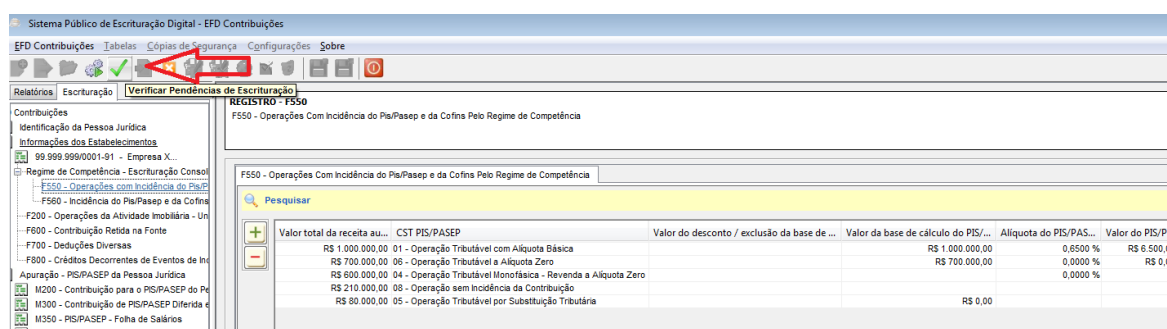 Sistema Público de Escrituração Digital - EFD Contribuições
EFD Contribuições Tabelas Cópias de Segurança Configurações Sobre
Relatórios Escrituração
Verificar Pendências de Escrituração
Contribuições
Identificação da Pessoa Jurídica
Informações dos Estabelecimentos
99.999.999/0001-91 - Empresa X...
Regime de Competência - Escrituração Consol
F550 - Operações com Incidência do Pis/P
F560 - Incidência do Pis/Pasep e da Cofins
F200 - Operações da Atividade Imobiliária - Un
F600 - Contribuição Retida na Fonte
F700 - Deduções Diversas
F800 - Créditos Decorrentes de Eventos de Inc
Apuração - PIS/PASEP da Pessoa Jurídica
M200 - Contribuição para o PIS/PASEP do Pe
M300 - Contribuição de PIS/PASEP Diferida e
M350 - PIS/PASEP - Folha de Salários
REGISTRO - F550
F550 - Operações Com Incidência do Pis/Pasep e da Cofins Pelo Regime de Competência
F550 - Operações Com Incidência do Pis/Pasep e da Cofins Pelo Regime de Competência
Pesquisar
Valor total da receita au... CST PIS/PASEP Valor do desconto / exclusão da base de ... Valor da base de cálculo do PIS/... Alíquota do PIS/PAS... Valor do PIS/P
R$ 1.000.000,00 01 - Operação Tributável com Alíquota Básica R$ 1.000.000,00 0,6500 % R$ 6.500,
R$ 700.000,00 06 - Operação Tributável a Alíquota Zero R$ 700.000,00 0,0000 % R$ 0,
R$ 600.000,00 04 - Operação Tributável Monofásica - Revenda a Alíquota Zero 0,0000 %
R$ 210.000,00 08 - Operação sem Incidência da Contribuição
R$ 80.000,00 05 - Operação Tributável por Substituição Tributária R$ 0,00